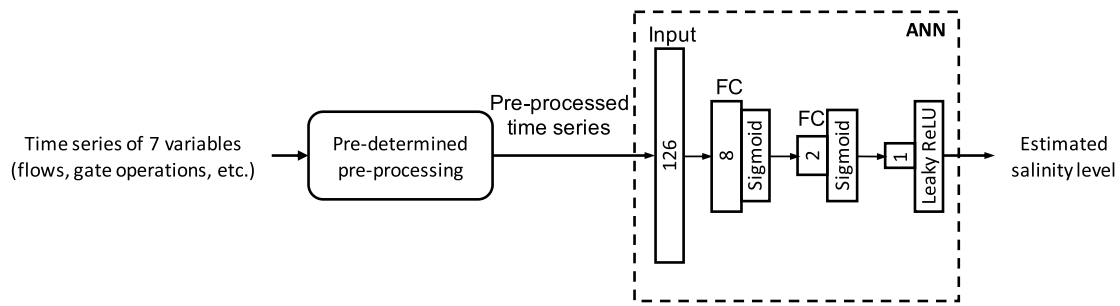 ANN
Input
Time series of 7 variables
(flows, gate operations, etc.)
Pre-determined
pre-processing
Pre-processed
time series
126
FC
8
Sigmoid
FC
2
Sigmoid
1
Leaky ReLU
Estimated
salinity level